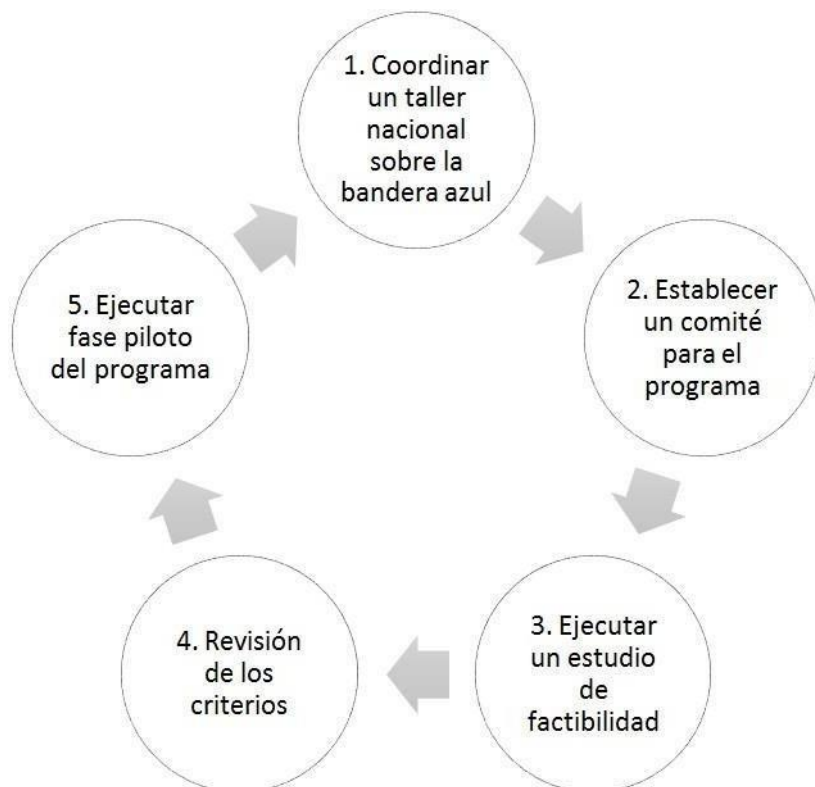 1. Coordinar
un taller
nacional
sobre la
bandera azul
2. Establecer
un comité
para el
programa
3. Ejecutar
un estudio
de
factibilidad
4. Revisión
de los
criterios
5. Ejecutar
fase piloto
del programa